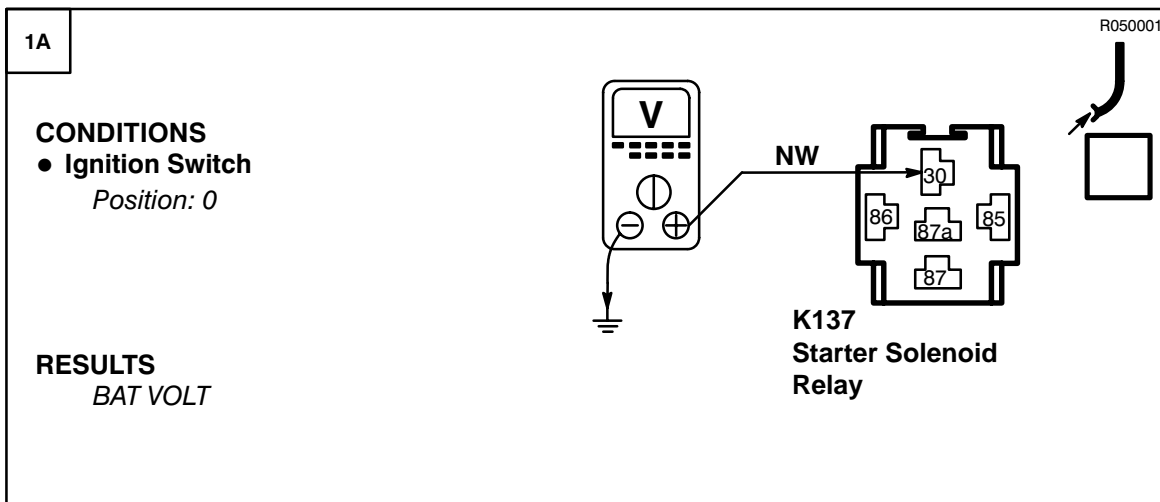 1A
R050001
CONDITIONS
● Ignition Switch
Position: 0
V
NW
30
86
87a
85
87
K137
Starter Solenoid
Relay
RESULTS
BAT VOLT